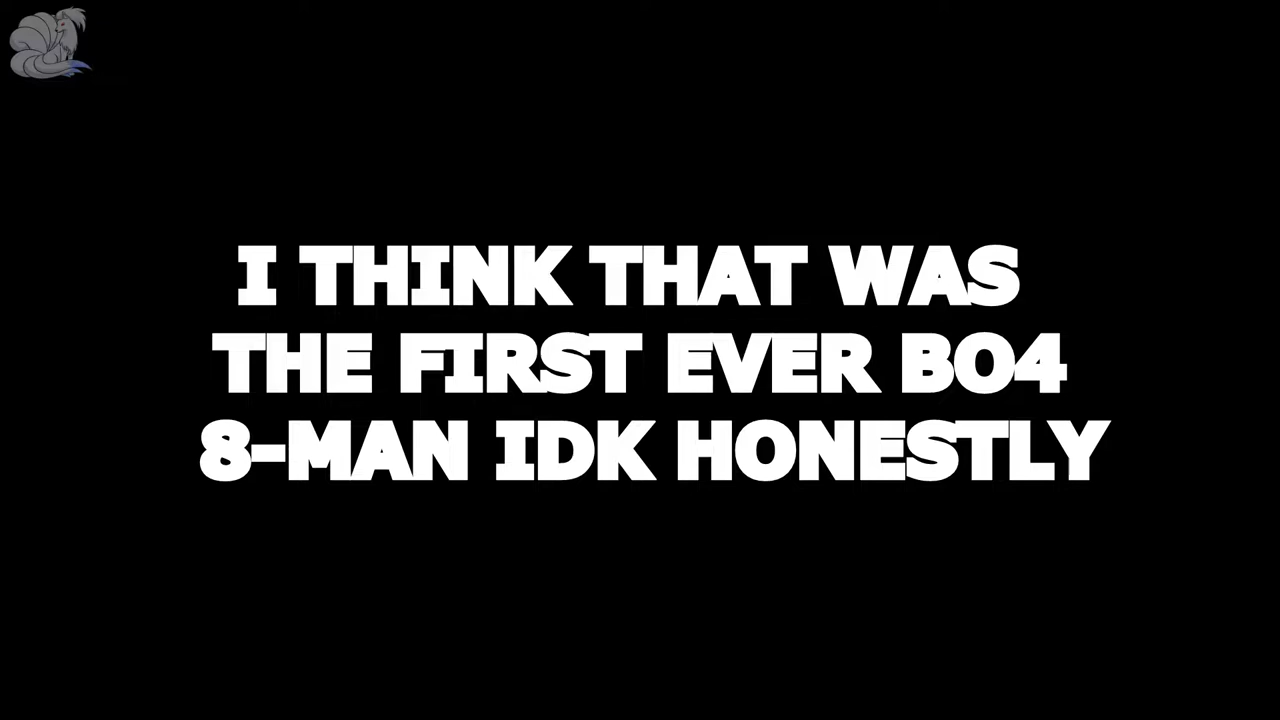 I THINK THAT WAS
THE FIRST EVER BO4
8-MAN IDK HONESTLY